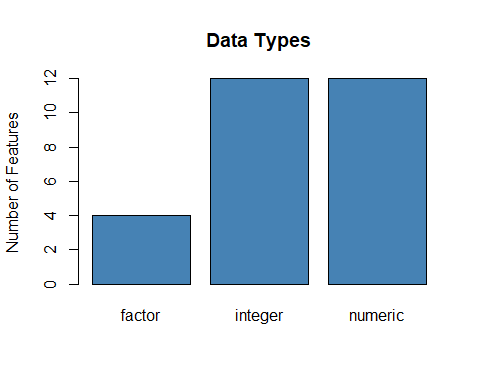 Data Types
Number of Features
12
10
8
6
4
2
0
factor integer numeric